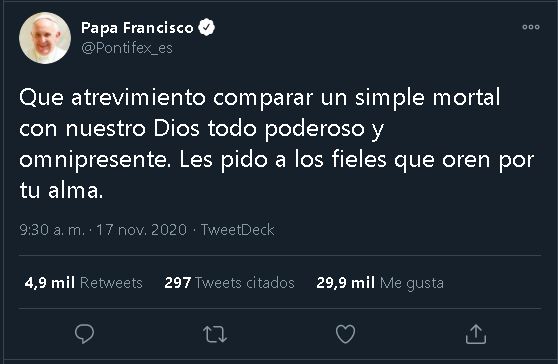 Papa Francisco
@Pontifex_es
Que atrevimiento comparar un simple mortal
con nuestro Dios todo poderoso y
omnipresente. Les pido a los fieles que oren por
tu alma.
9:30 a. m. · 17 nov. 2020 · TweetDeck
4,9 mil Retweets 297 Tweets citados 29,9 mil Me gusta